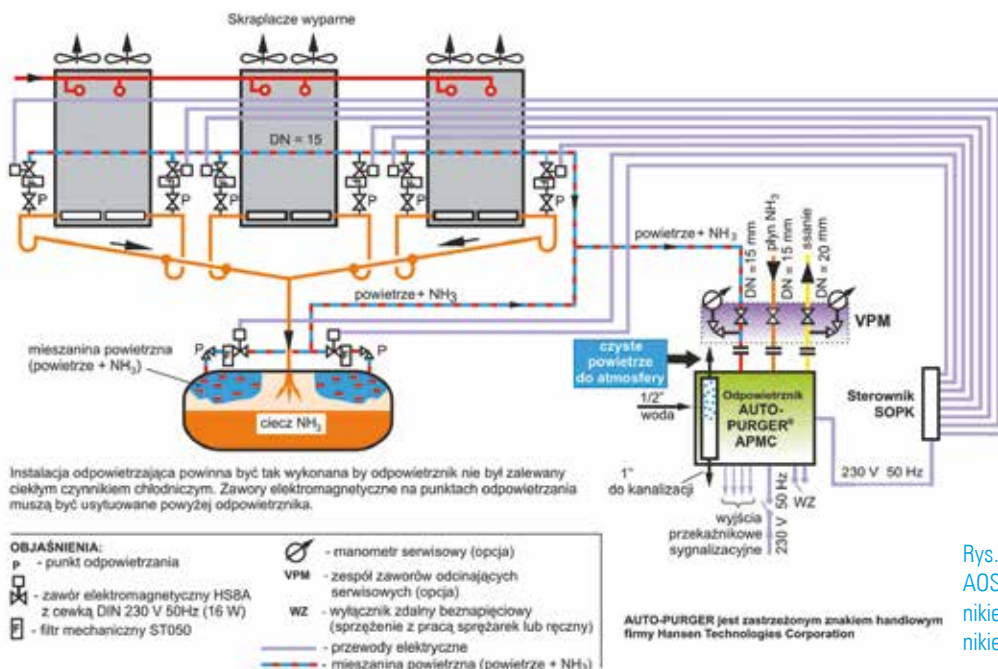 Skraplacze wyparne
DN = 15
P
P
P
P
P
P
powietrze + NH3
DN = 15 mm
płyn NH3
DN = 15 mm
ssanie
DN = 20 mm
VPM
powietrze + NH3
P
P
mieszanina powietrzna
(powietrze + NH3)
ciecz NH3
czyste
powietrze
do atmosfery
1/2"
woda
Odpowietrznik
AUTO-
PURGER®
APMC
Sterownik
SOPK
230 V 50 Hz
1"
do kanalizacji
wyjścia
przekaźnikowe
sygnalizacyjne
230 V 50 Hz
WZ
Instalacja odpowietrzająca powinna być tak wykonana by odpowietrznik nie był zalewany
ciekłym czynnikiem chłodniczym. Zawory elektromagnetyczne na punktach odpowietrzania
muszą być usytuowane powyżej odpowietrznika.
OBJAŚNIENIA:
P - punkt odpowietrzania
- zawór elektromagnetyczny HS8A
z cewką DIN 230 V 50Hz (16 W)
F - filtr mechaniczny ST050
- manometr serwisowy (opcja)
VPM - zespół zaworów odcinających
serwisowych (opcja)
WZ - wyłącznik zdalny beznapięciowy
(sprzężenie z pracą sprężarek lub ręczny)
- przewody elektryczne
- mieszanina powietrzna (powietrze + NH3)
AUTO-PURGER jest zastrzeżonym znakiem handlowym
firmy Hansen Technologies Corporation
Rys.
AOS
nikie
nikie